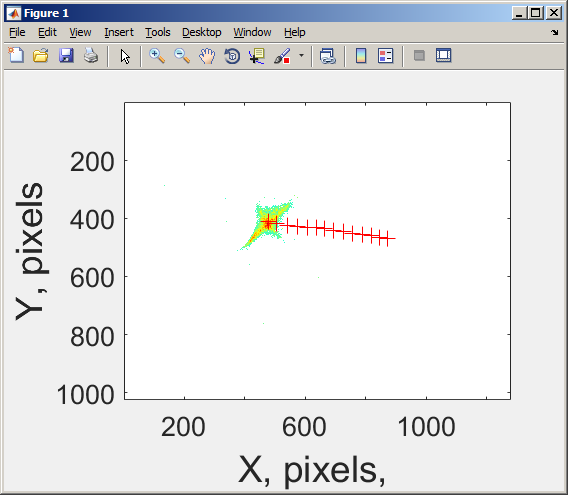 Figure 1
File Edit View Insert Tools Desktop Window Help
200
400
600
800
1000
Y, pixels
200 600 1000
X, pixels,